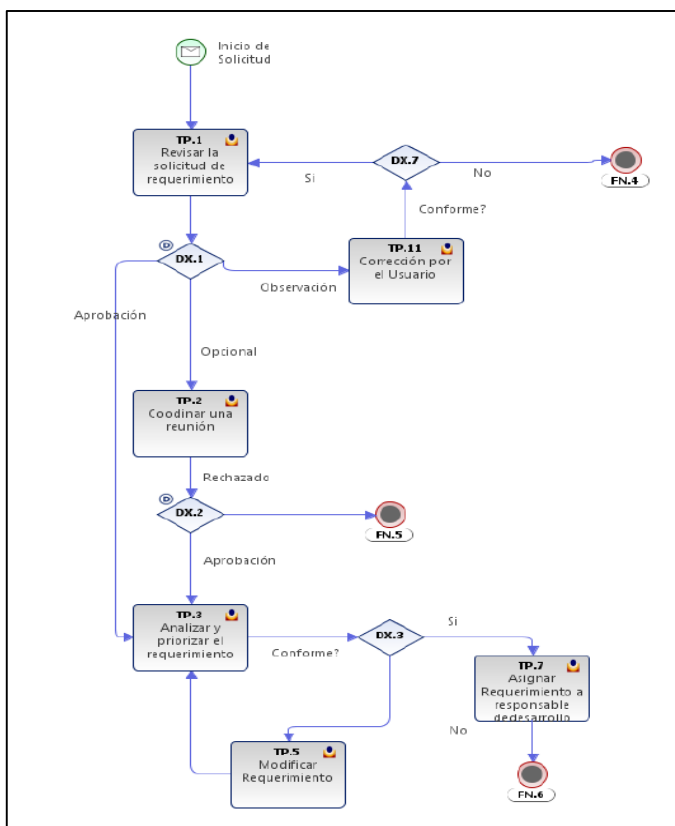 Inicio de
Solicitud
TP.1
Revisar la
solicitud de
requerimiento
DX.7
Si
No
FN.4
Conforme?
D
DX.1
TP.11
Corrección por
el Usuario
Observación
Aprobación
Opcional
TP.2
Coodinar una
reunión
Rechazado
D
DX.2
FN.5
Aprobación
TP.3
Analizar y
priorizar el
requerimiento
Conforme?
DX.3
Si
TP.7
Asignar
Requerimiento a
responsable
dedesarrollo
No
TP.5
Modificar
Requerimiento
FN.6